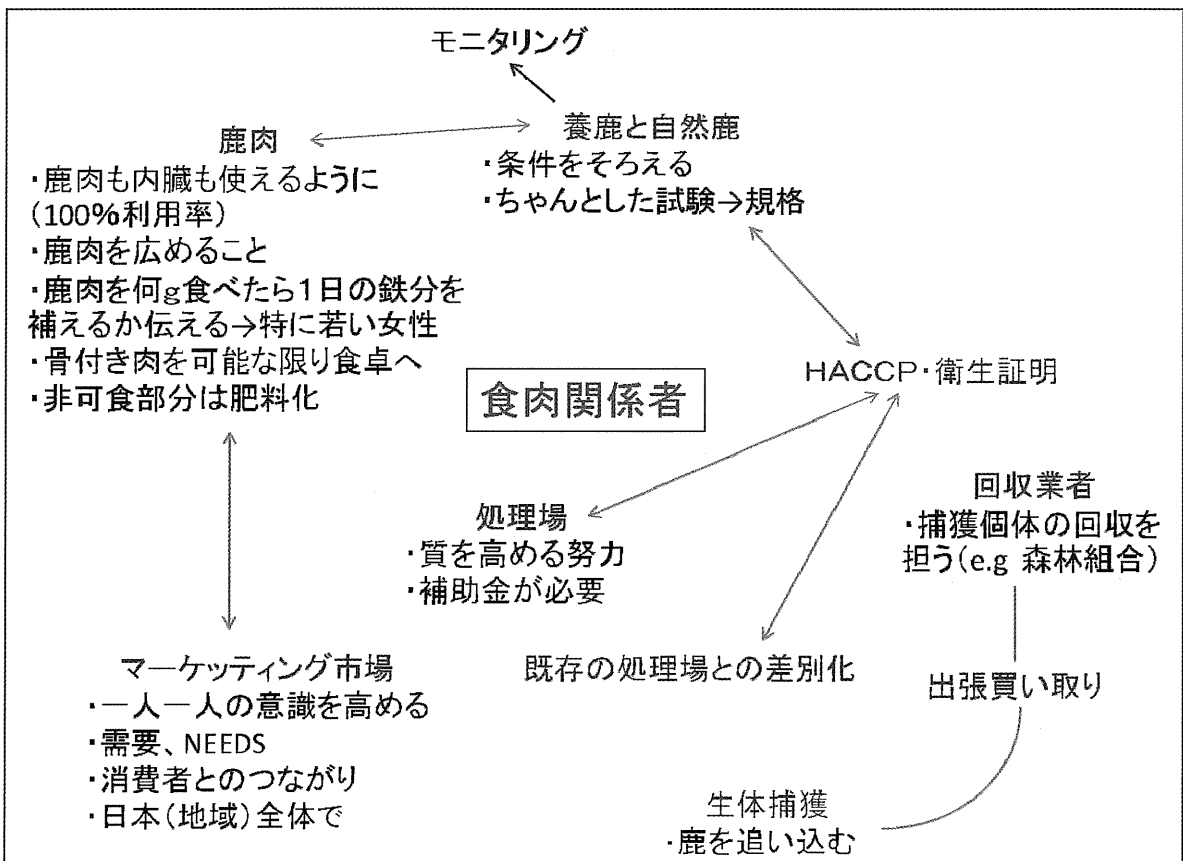 モニタリング
養鹿と自然鹿
・条件をそろえる
・ちゃんとした試験→規格
鹿肉
・鹿肉も内臓も使えるように
(100%利用率)
・鹿肉を広めること
・鹿肉を何g食べたら1日の鉄分を
補えるか伝える→特に若い女性
・骨付き肉を可能な限り食卓へ
・非可食部分は肥料化
食肉関係者
HACCP・衛生証明
処理場
・質を高める努力
・補助金が必要
回収業者
・捕獲個体の回収を
担う(e.g 森林組合)
マーケッティング市場
・一人一人の意識を高める
・需要、NEEDS
・消費者とのつながり
・日本(地域)全体で
既存の処理場との差別化
出張買い取り
生体捕獲
・鹿を追い込む